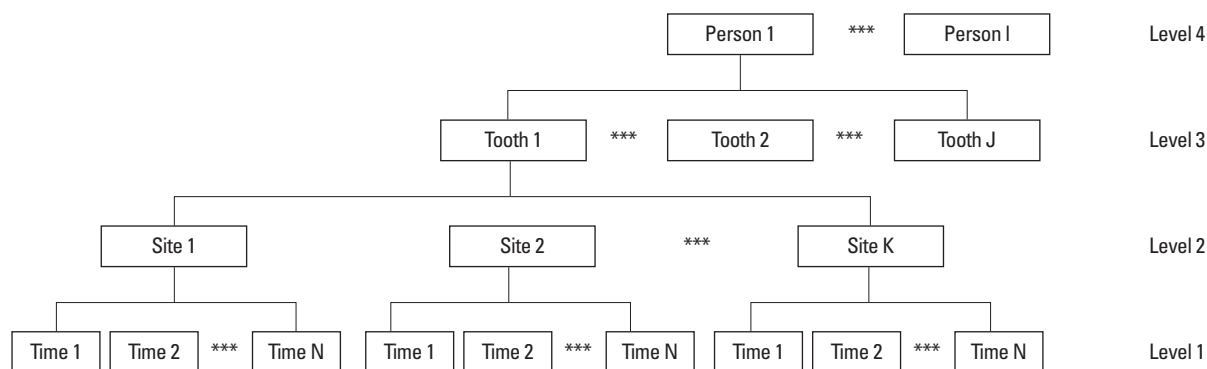 Person 1 *** Person I Level 4
Tooth 1 *** Tooth 2 *** Tooth J Level 3
Site 1 Site 2 *** Site K Level 2
Time 1 Time 2 *** Time N Time 1 Time 2 *** Time N Time 1 Time 2 *** Time N Level 1